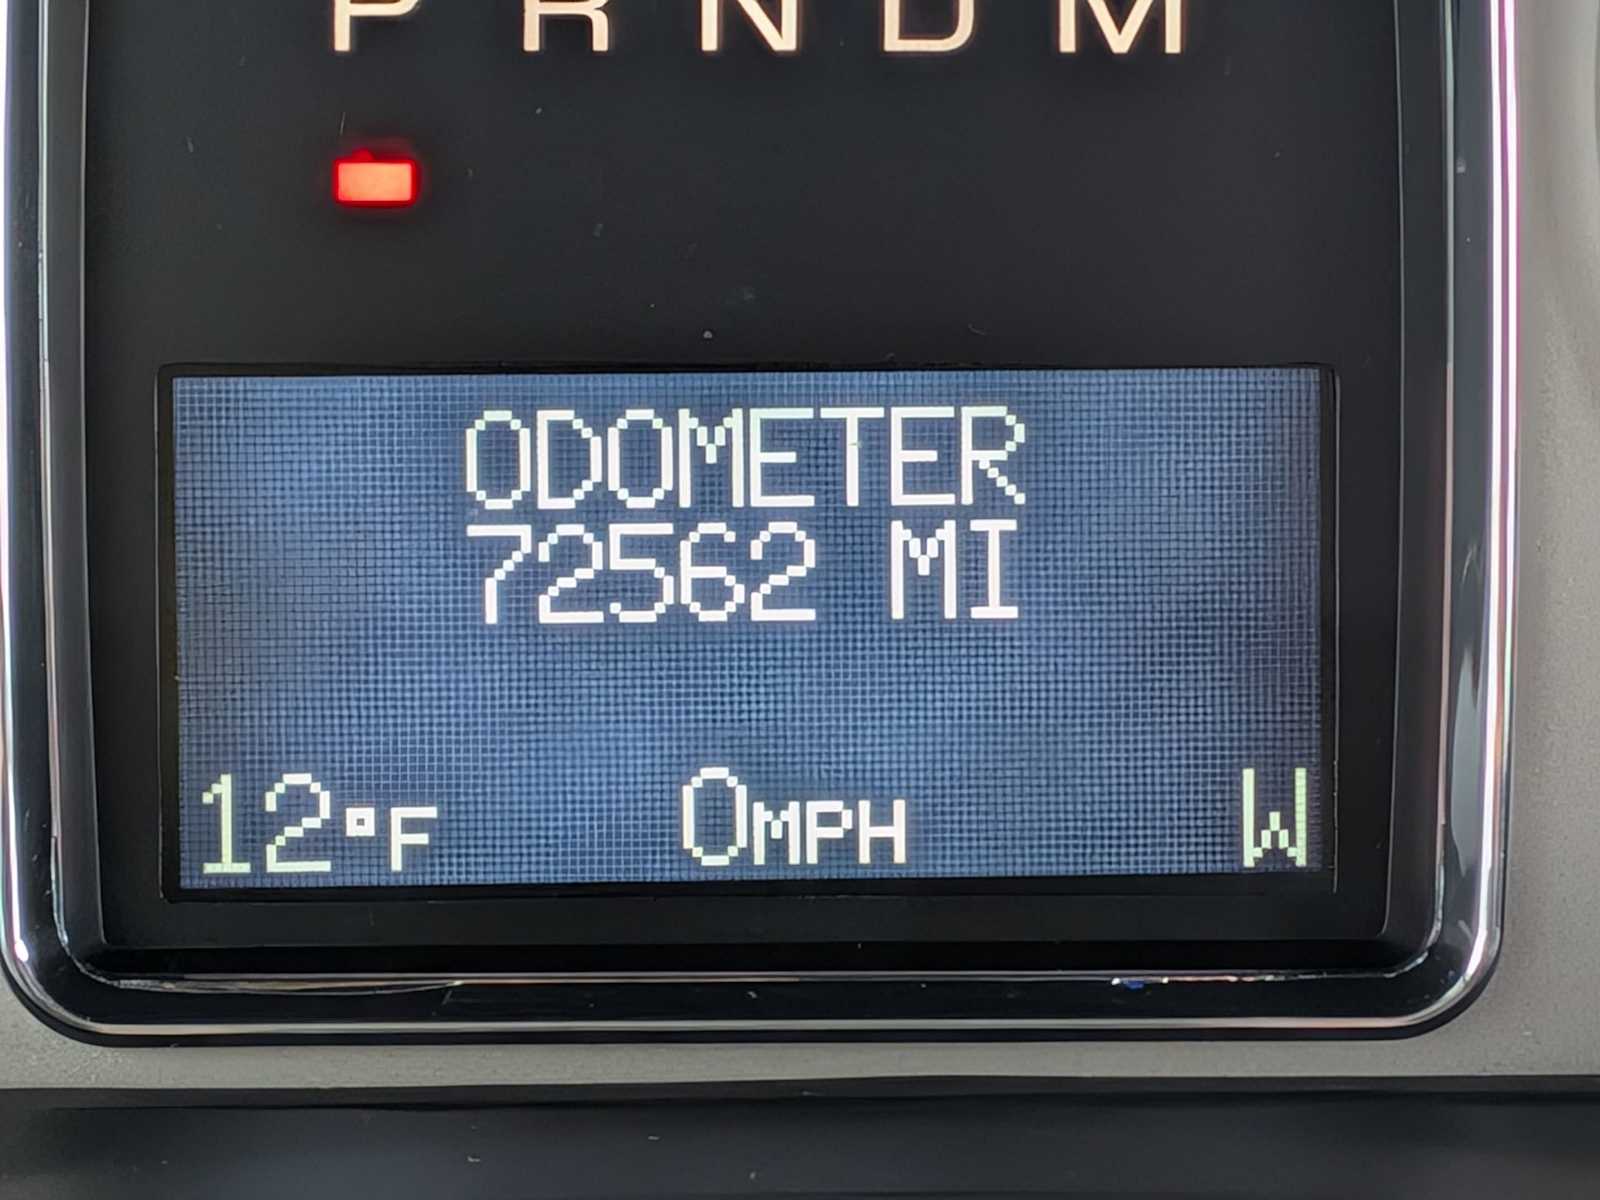 P R N D M
ODOMETER
72562 MI
12°F 0MPH W